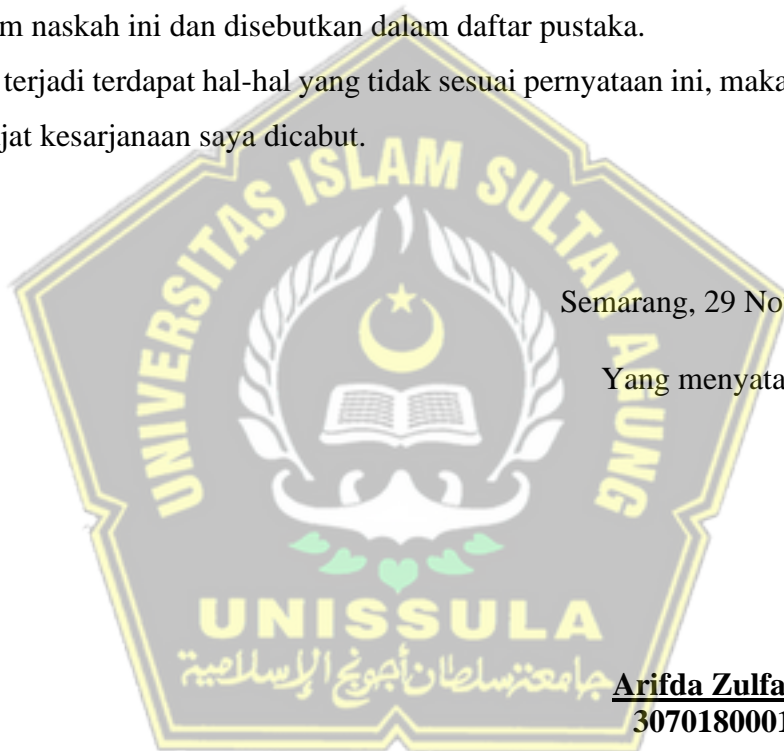 m naskah ini dan disebutkan dalam daftar pustaka.
terjadi terdapat hal-hal yang tidak sesuai pernyataan ini, maka
jat kesarjanaan saya dicabut.
UNIVERSITAS ISLAM SULTAN AGUNG
Semarang, 29 No
Yang menyata
UNISSULA
جامعة سلطان أجونج الإسلامية
Arifda Zulfa
3070180001